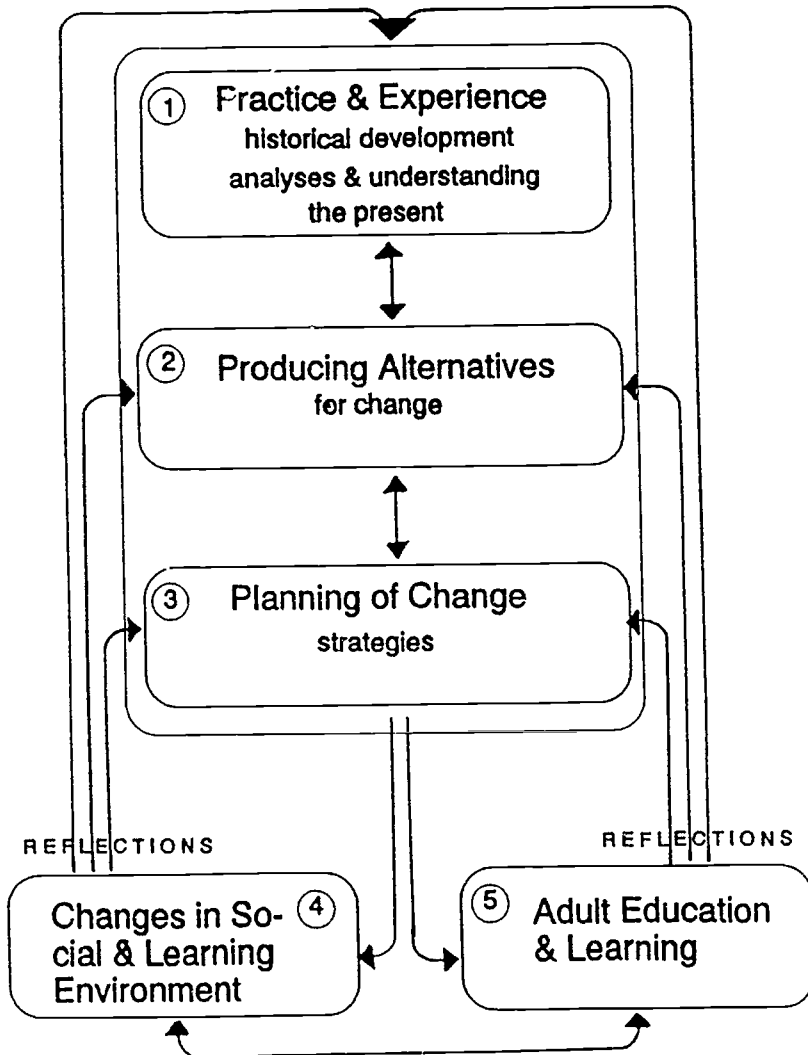 1 Practice & Experience
historical development
analyses & understanding
the present
2 Producing Alternatives
for change
3 Planning of Change
strategies
REFLECTIONS
REFLECTIONS
Changes in So- 4
cial & Learning
Environment
5 Adult Education
& Learning